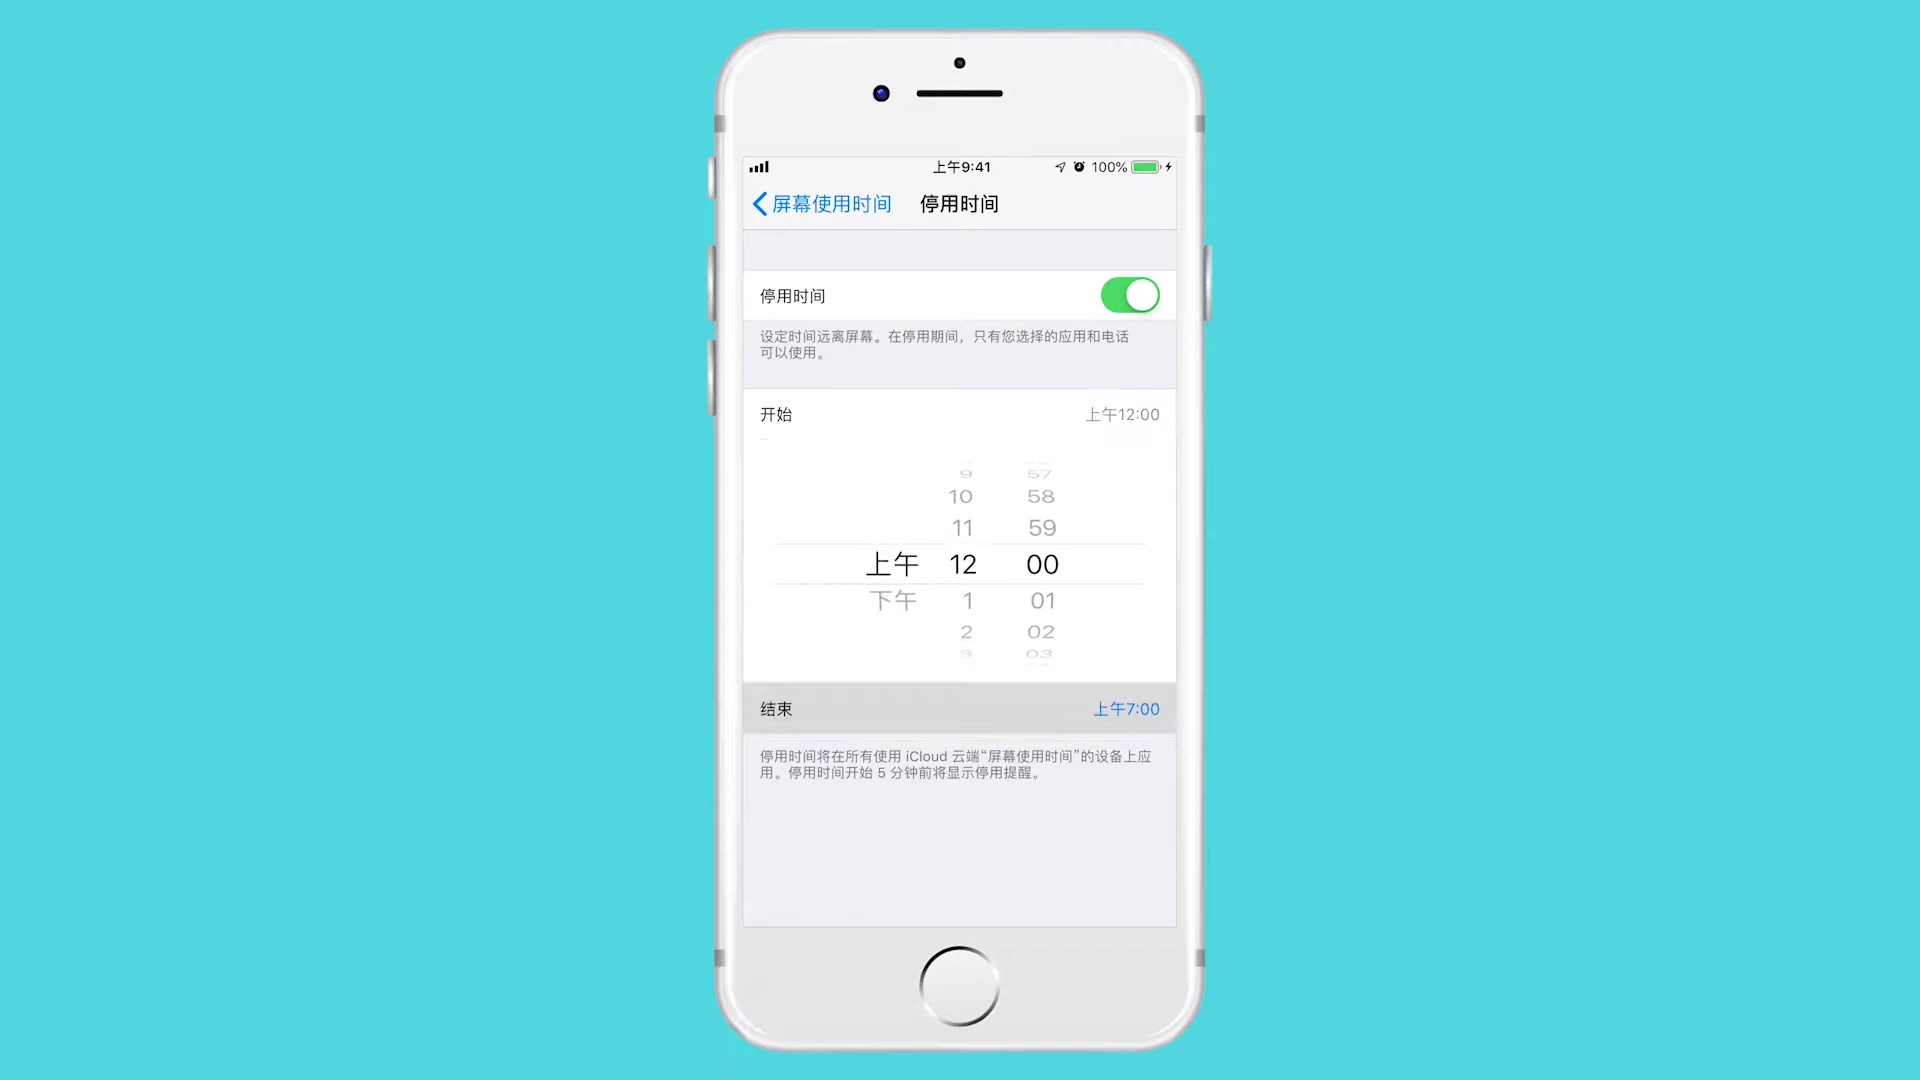 上午9:41
100%
屏幕使用时间 停用时间
停用时间
设定时间远离屏幕。在停用期间，只有您选择的应用和电话
可以使用。
开始 上午12:00
9 57
10 58
11 59
上午 12 00
下午 1 01
2 02
3 03
结束 上午7:00
停用时间将在所有使用 iCloud 云端“屏幕使用时间”的设备上应
用。停用时间开始 5 分钟前将显示停用提醒。